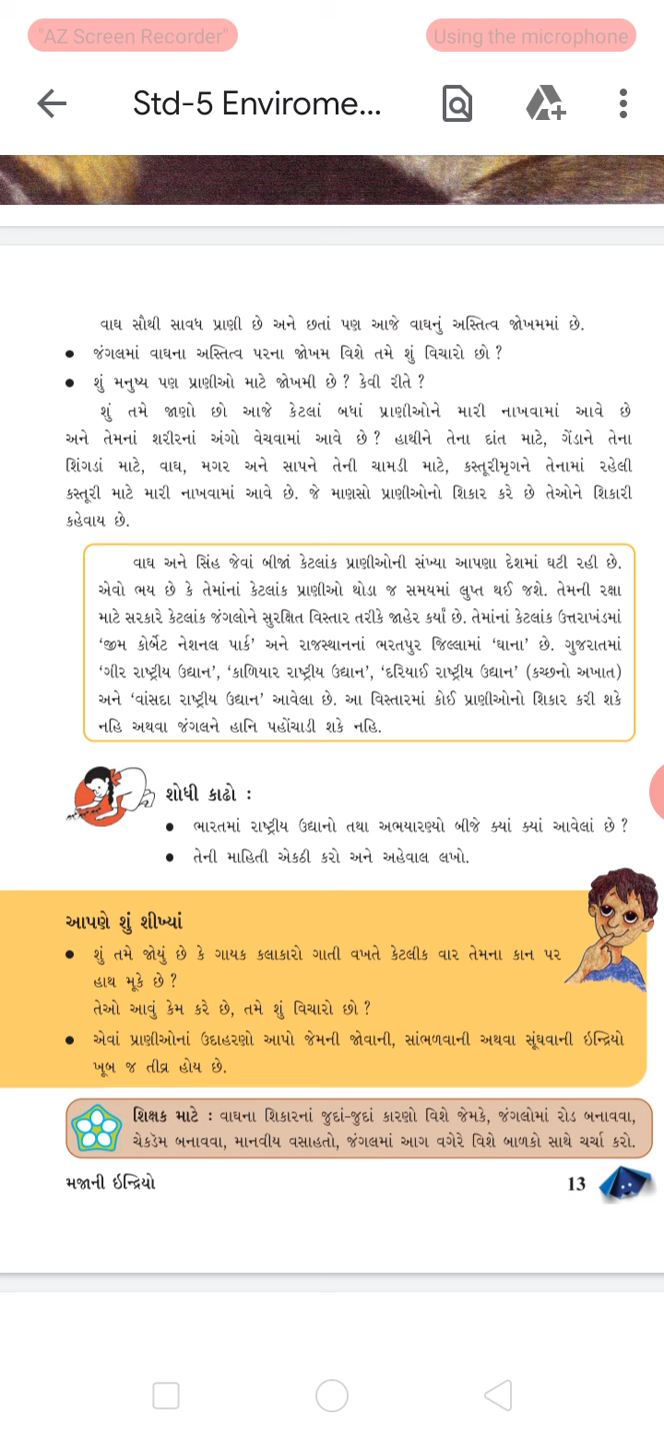 "AZ Screen Recorder"
Using the microphone
Std-5 Envirome...
વાઘ સૌથી સાવધ પ્રાણી છે અને છતાં પણ આજે વાઘનું અસ્તિત્વ જોખમમાં છે.
● જંગલમાં વાઘના અસ્તિત્વ પરના જોખમ વિશે તમે શું વિચારો છો ?
● શું મનુષ્ય પણ પ્રાણીઓ માટે જોખમી છે ? કેવી રીતે ?
શું તમે જાણો છો આજે કેટલાં બધાં પ્રાણીઓને મારી નાખવામાં આવે છે
અને તેમનાં શરીરનાં અંગો વેચવામાં આવે છે ? હાથીને તેના દાંત માટે, ગેંડાને તેના
શિંગડાં માટે, વાઘ, મગર અને સાપને તેની ચામડી માટે, કસ્તૂરીમૃગને તેનામાં રહેલી
કસ્તૂરી માટે મારી નાખવામાં આવે છે. જે માણસો પ્રાણીઓનો શિકાર કરે છે તેઓને શિકારી
કહેવાય છે.
વાઘ અને સિંહ જેવાં બીજાં કેટલાંક પ્રાણીઓની સંખ્યા આપણા દેશમાં ઘટી રહી છે.
એવો ભય છે કે તેમાંનાં કેટલાંક પ્રાણીઓ થોડા જ સમયમાં લુપ્ત થઈ જશે. તેમની રક્ષા
માટે સરકારે કેટલાંક જંગલોને સુરક્ષિત વિસ્તાર તરીકે જાહેર કર્યાં છે. તેમાંનાં કેટલાંક ઉત્તરાખંડમાં
‘જીમ કોર્બેટ નેશનલ પાર્ક’ અને રાજસ્થાનનાં ભરતપુર જિલ્લામાં ‘ઘાના’ છે. ગુજરાતમાં
‘ગીર રાષ્ટ્રીય ઉદ્યાન’, ‘કાળિયાર રાષ્ટ્રીય ઉદ્યાન’, ‘દરિયાઈ રાષ્ટ્રીય ઉદ્યાન’ (કચ્છનો અખાત)
અને ‘વાંસદા રાષ્ટ્રીય ઉદ્યાન’ આવેલા છે. આ વિસ્તારમાં કોઈ પ્રાણીઓનો શિકાર કરી શકે
નહિ અથવા જંગલને હાનિ પહોંચાડી શકે નહિ.
શોધી કાઢો :
● ભારતમાં રાષ્ટ્રીય ઉદ્યાનો તથા અભયારણ્યો બીજે ક્યાં ક્યાં આવેલાં છે ?
● તેની માહિતી એકઠી કરો અને અહેવાલ લખો.
આપણે શું શીખ્યાં
● શું તમે જોયું છે કે ગાયક કલાકારો ગાતી વખતે કેટલીક વાર તેમના કાન પર
હાથ મૂકે છે ?
તેઓ આવું કેમ કરે છે, તમે શું વિચારો છો ?
● એવાં પ્રાણીઓનાં ઉદાહરણો આપો જેમની જોવાની, સાંભળવાની અથવા સૂંઘવાની ઇન્દ્રિયો
ખૂબ જ તીવ્ર હોય છે.
શિક્ષક માટે : વાઘના શિકારનાં જુદાં-જુદાં કારણો વિશે જેમકે, જંગલોમાં રોડ બનાવવા,
ચેકડેમ બનાવવા, માનવીય વસાહતો, જંગલમાં આગ વગેરે વિશે બાળકો સાથે ચર્ચા કરો.
મજાની ઇન્દ્રિયો
13